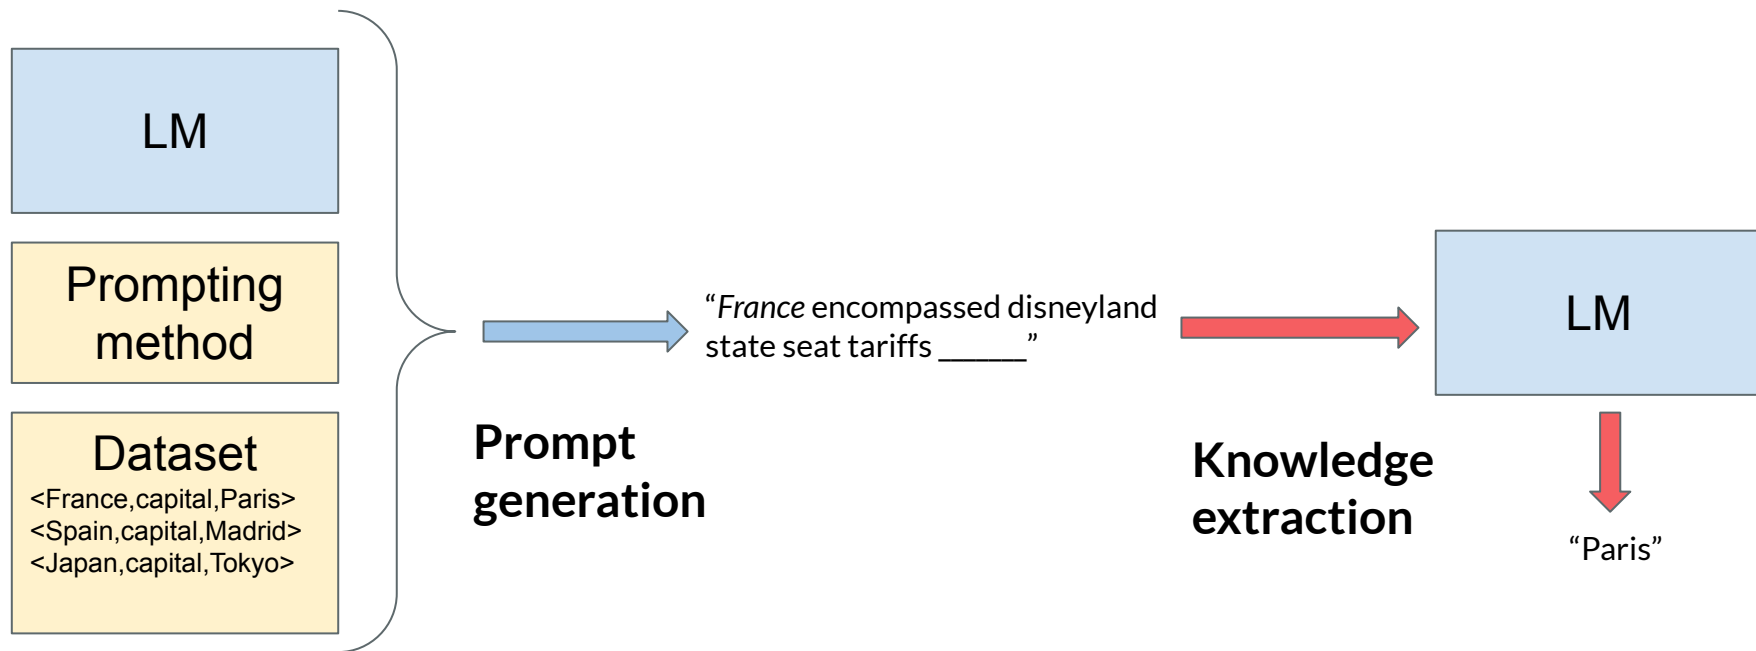 LM
Prompting
method
Dataset
<France,capital,Paris>
<Spain,capital,Madrid>
<Japan,capital,Tokyo>
Prompt
generation
“France encompassed disneyland
state seat tariffs _______”
Knowledge
extraction
LM
“Paris”